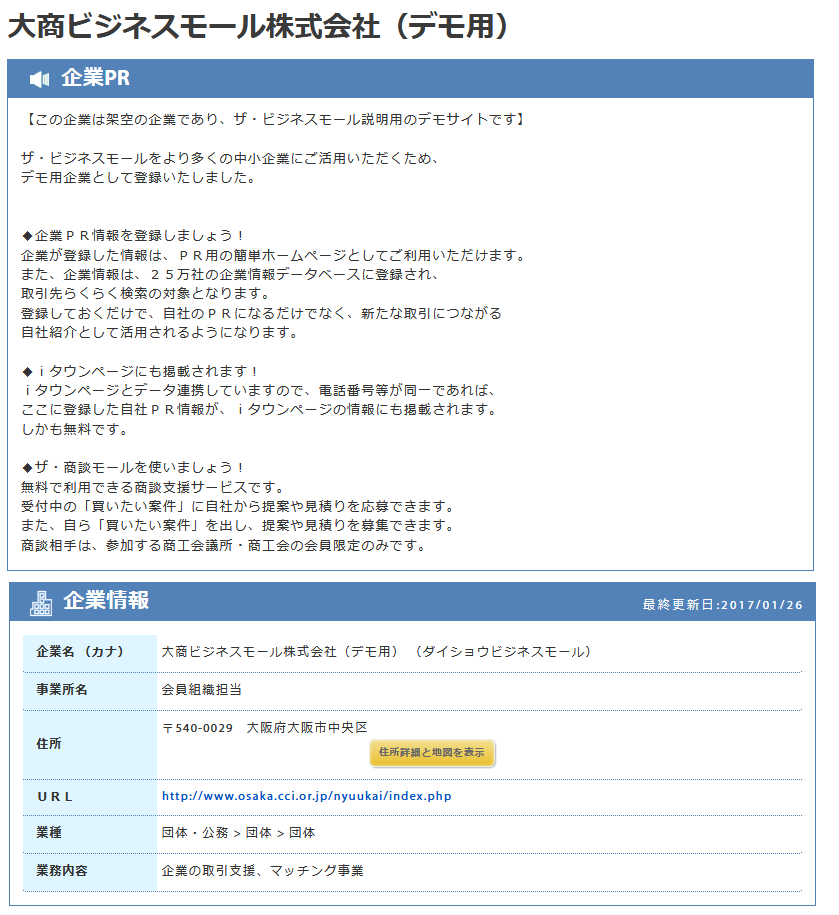 大商ビジネスモール株式会社（デモ用）
企業PR
【この企業は架空の企業であり、ザ・ビジネスモール説明用のデモサイトです】
ザ・ビジネスモールをより多くの中小企業にご活用いただくため、
デモ用企業として登録いたしました。
◆企業ＰＲ情報を登録しましょう！
企業が登録した情報は、ＰＲ用の簡単ホームページとしてご利用いただけます。
また、企業情報は、２５万社の企業情報データベースに登録され、
取引先らくらく検索の対象となります。
登録しておくだけで、自社のＰＲになるだけでなく、新たな取引につながる
自社紹介として活用されるようになります。
◆ｉタウンページにも掲載されます！
ｉタウンページとデータ連携していますので、電話番号等が同一であれば、
ここに登録した自社ＰＲ情報が、ｉタウンページの情報にも掲載されます。
しかも無料です。
◆ザ・商談モールを使いましょう！
無料で利用できる商談支援サービスです。
受付中の「買いたい案件」に自社から提案や見積りを応募できます。
また、自ら「買いたい案件」を出し、提案や見積りを募集できます。
商談相手は、参加する商工会議所・商工会の会員限定のみです。
企業情報 最終更新日:2017/01/26
企業名（カナ） 大商ビジネスモール株式会社（デモ用）（ダイショウビジネスモール）
事業所名 会員組織担当
住所 〒540-0029　大阪府大阪市中央区
住所詳細と地図を表示
ＵＲＬ http://www.osaka.cci.or.jp/nyuukai/index.php
業種 団体・公務 > 団体 > 団体
業務内容 企業の取引支援、マッチング事業